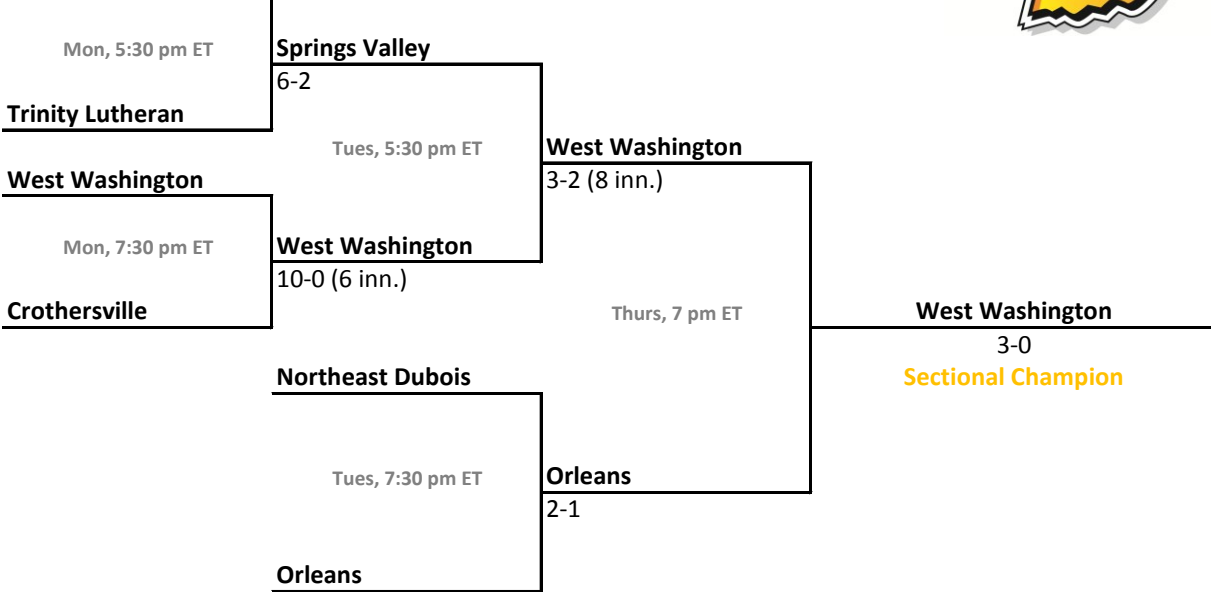 Mon, 5:30 pm ET
Springs Valley
6-2
Trinity Lutheran
Tues, 5:30 pm ET
West Washington
3-2 (8 inn.)
West Washington
Mon, 7:30 pm ET
West Washington
10-0 (6 inn.)
Crothersville
Thurs, 7 pm ET
West Washington
3-0
Sectional Champion
Northeast Dubois
Tues, 7:30 pm ET
Orleans
2-1
Orleans